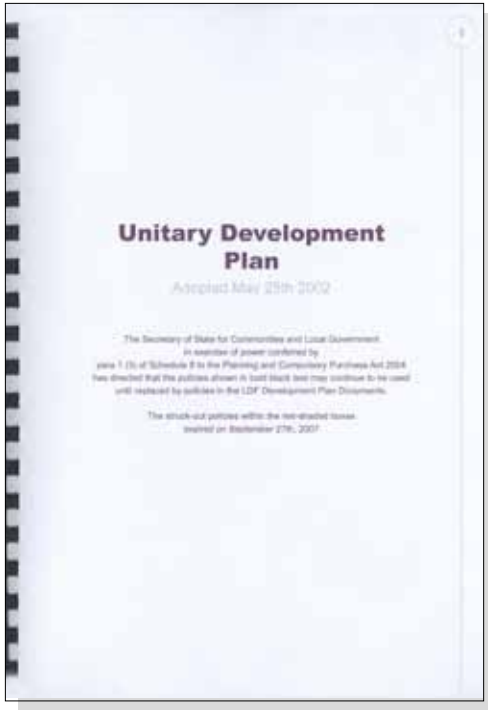 Unitary Development
Plan
Adopted May 25th 2002
The Secretary of State for Communities and Local Government
in exercise of power conferred by
para 1 (3) of Schedule 8 to the Planning and Compulsory Purchase Act 2004
has directed that the policies shown in bold black text may continue to be used
until replaced by policies in the LDF Development Plan Documents.
The struck-out policies within the red-shaded boxes
expired on September 27th, 2007